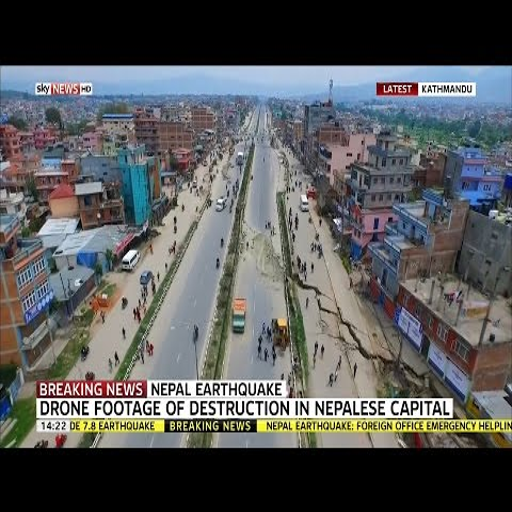 sky NEWS HD
LATEST KATHMANDU
BREAKING NEWS NEPAL EARTHQUAKE
DRONE FOOTAGE OF DESTRUCTION IN NEPALESE CAPITAL
14:22 DE 7.8 EARTHQUAKE BREAKING NEWS NEPAL EARTHQUAKE: FOREIGN OFFICE EMERGENCY HELPLIN